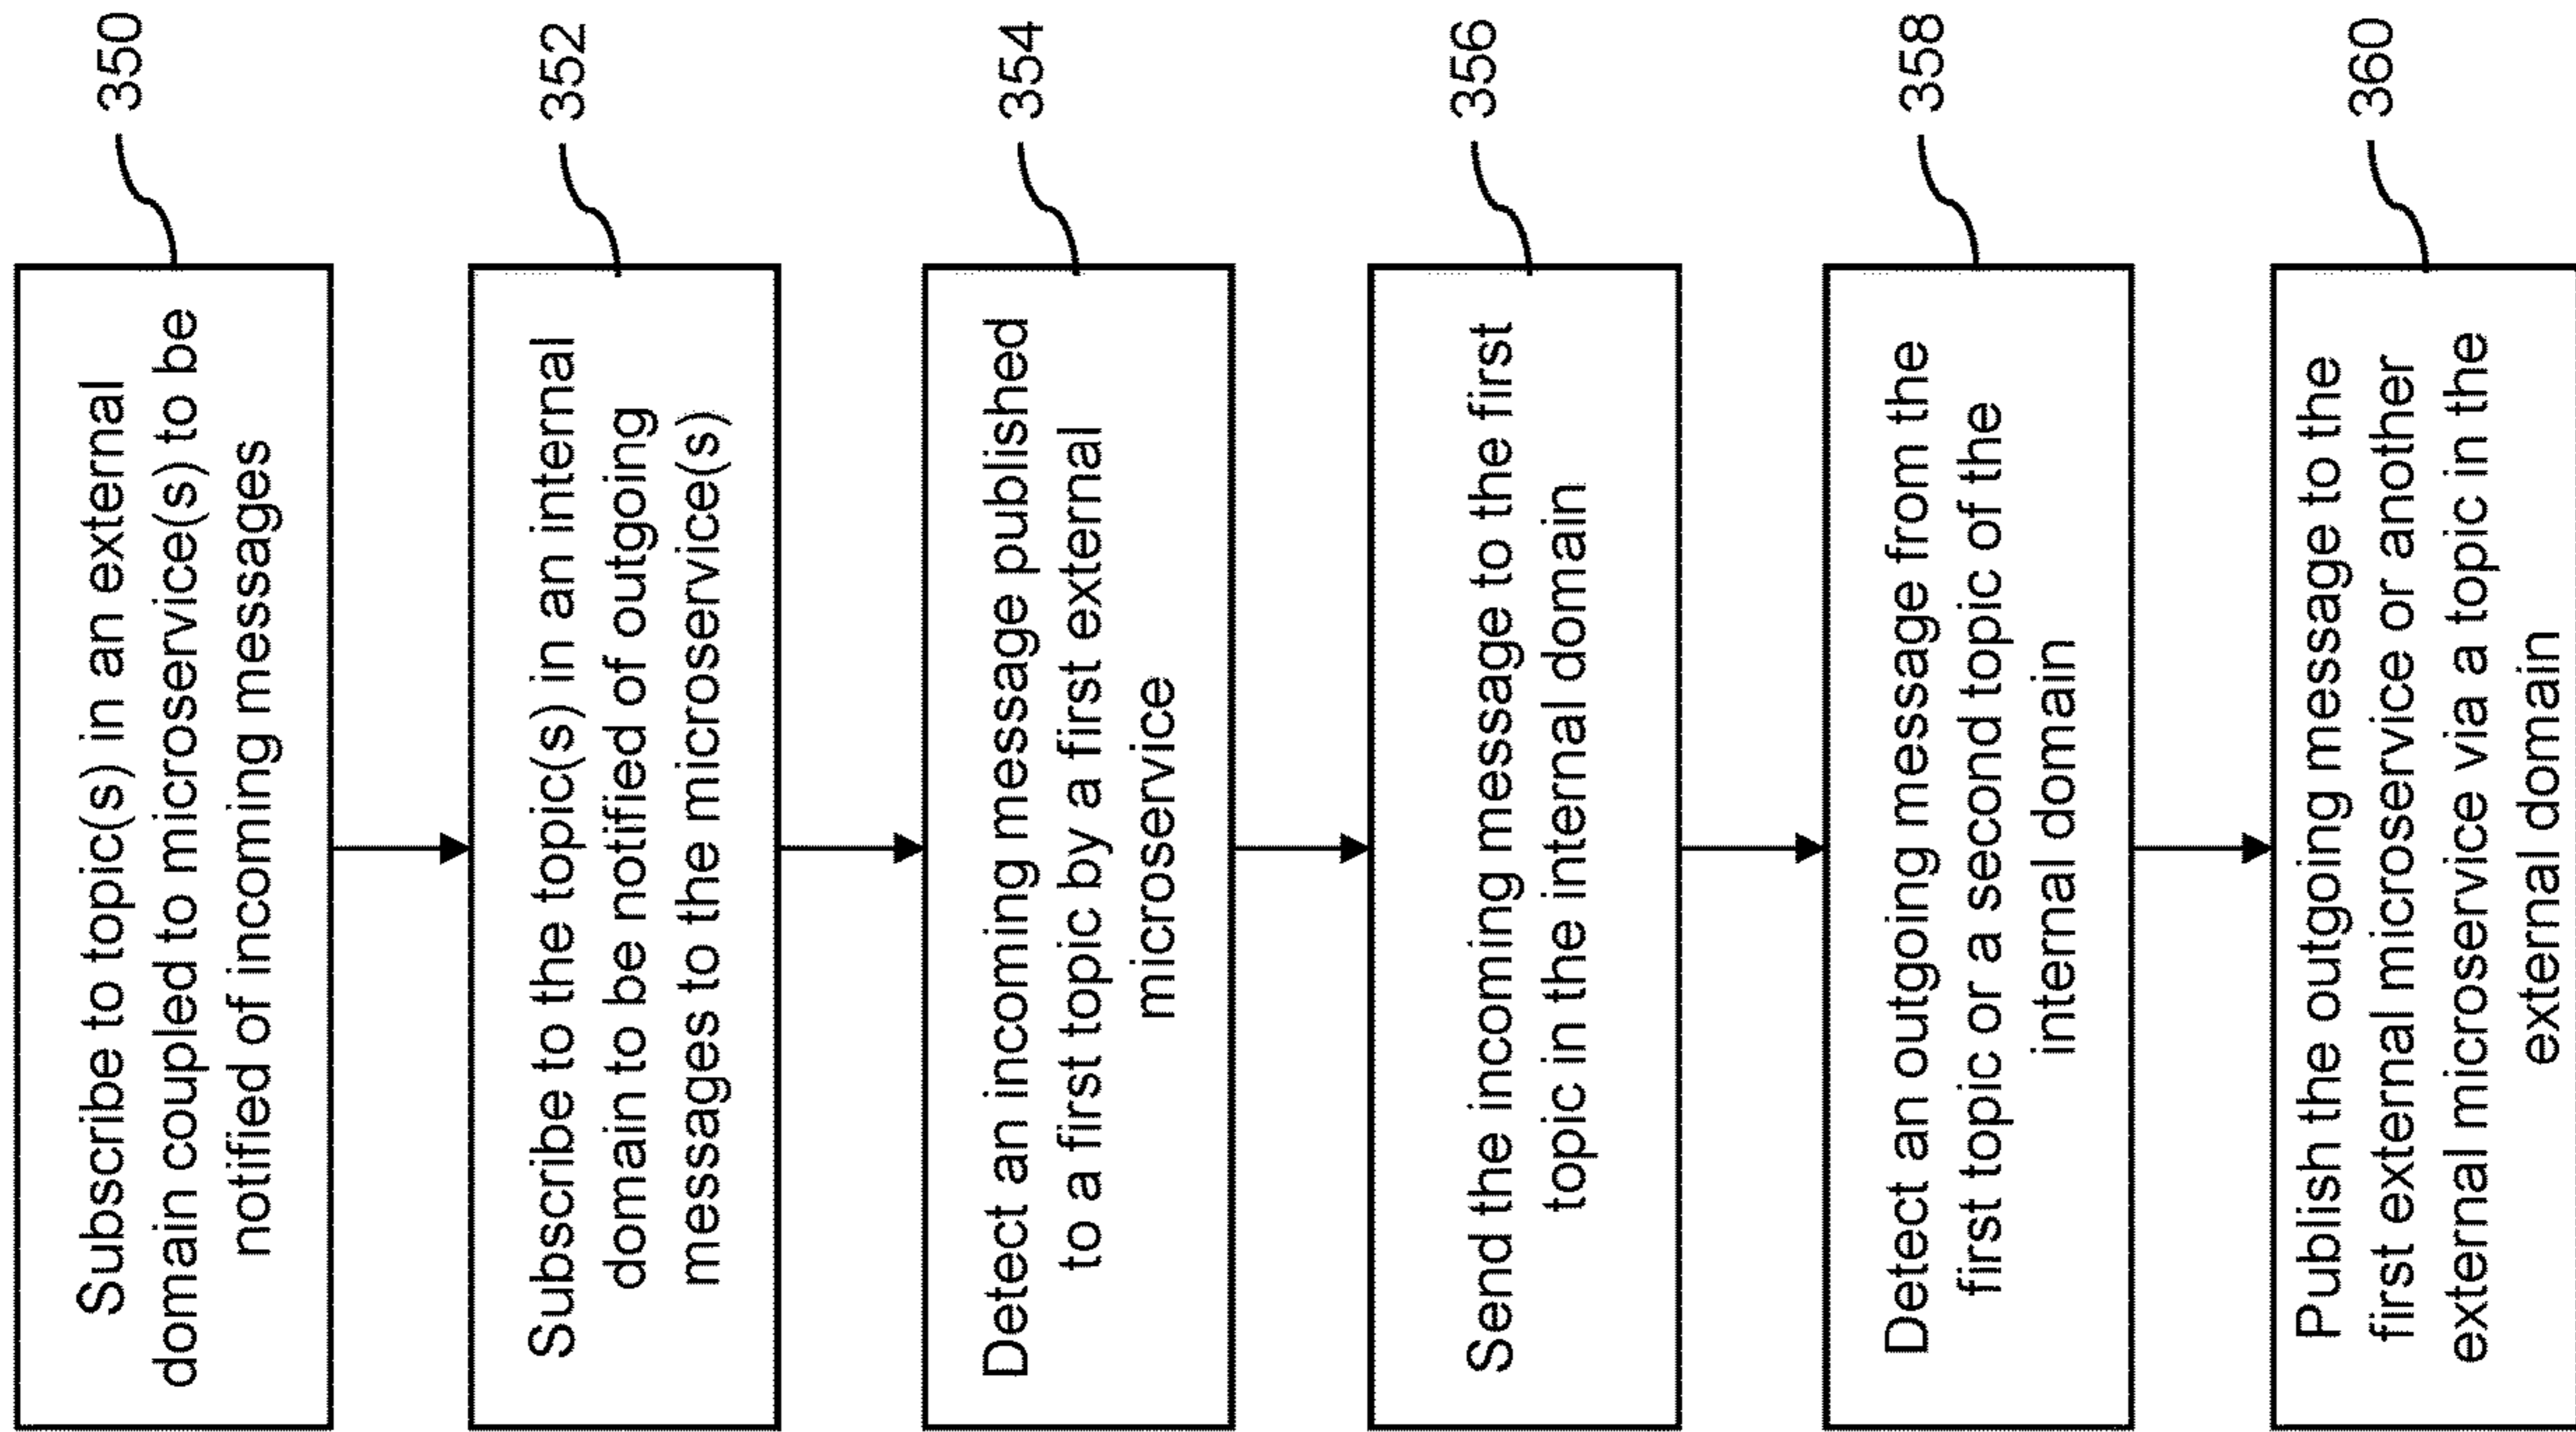 350
Subscribe to topic(s) in an external
domain coupled to microservice(s) to be
notified of incoming messages
352
Subscribe to the topic(s) in an internal
domain to be notified of outgoing
messages to the microservice(s)
354
Detect an incoming message published
to a first topic by a first external
microservice
356
Send the incoming message to the first
topic in the internal domain
358
Detect an outgoing message from the
first topic or a second topic of the
internal domain
360
Publish the outgoing message to the
first external microservice or another
external microservice via a topic in the
external domain